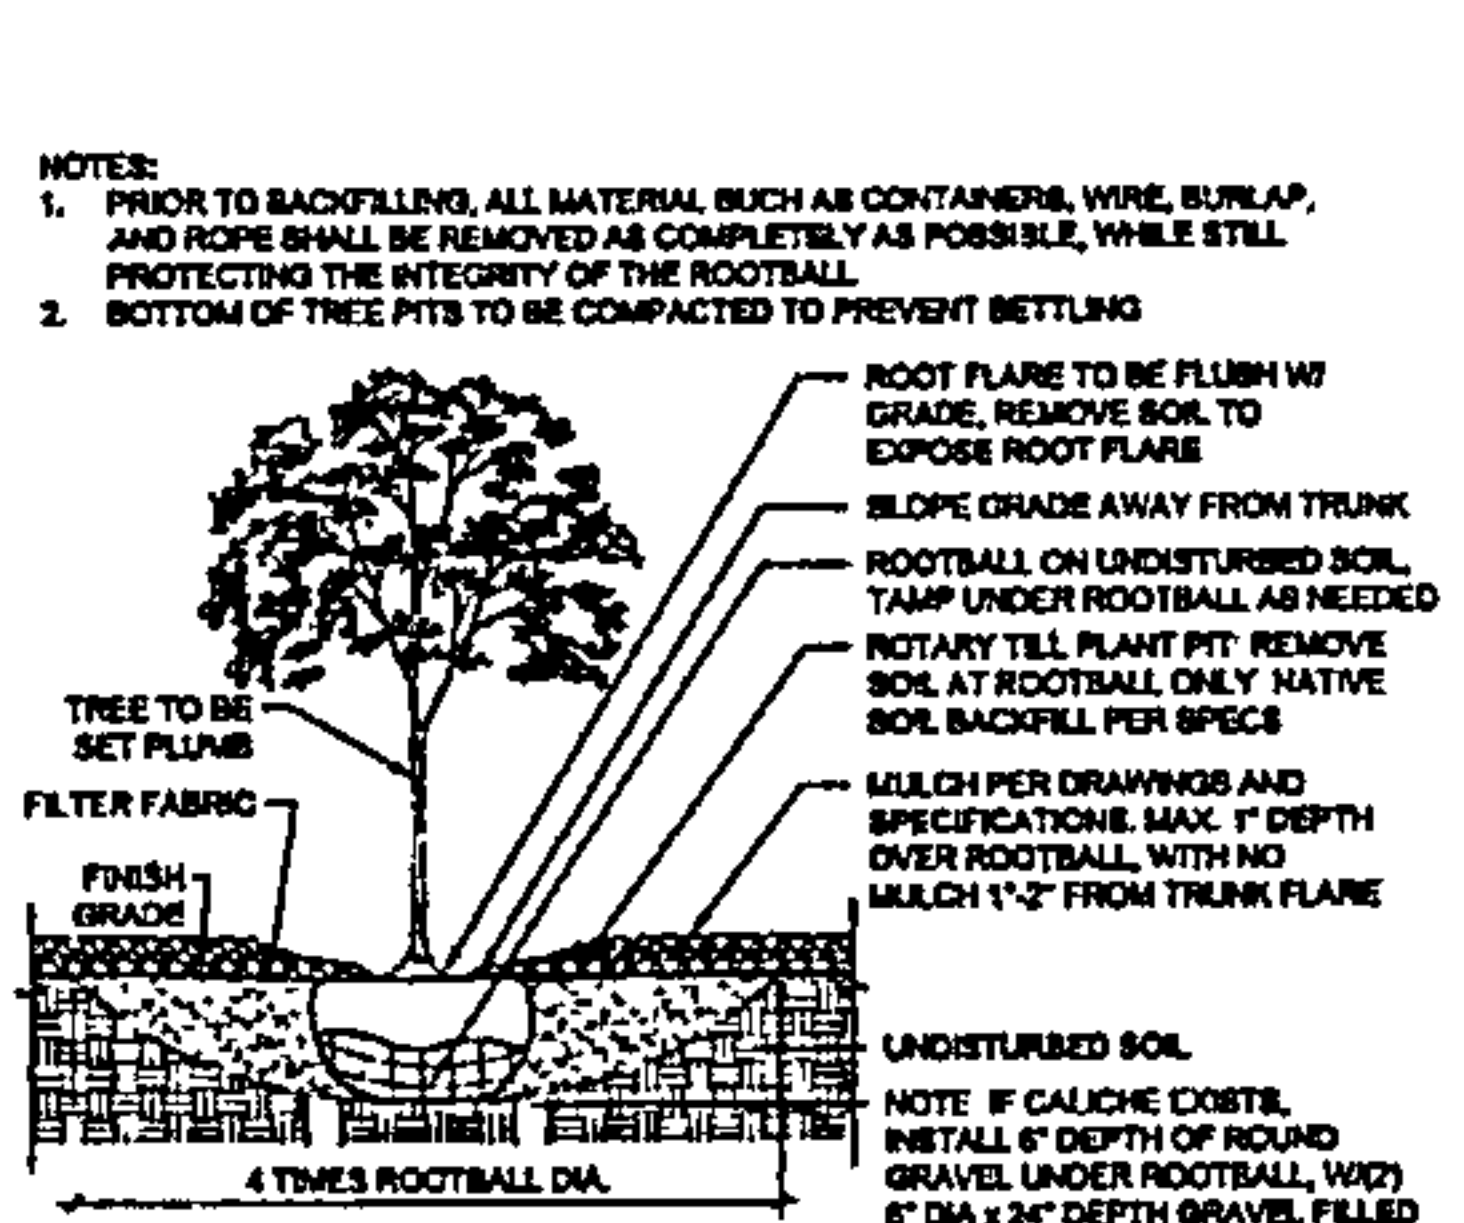 NOTES:
1. PRIOR TO BACKFILLING, ALL MATERIAL SUCH AS CONTAINERS, WIRE, BURLAP,
AND ROPE SHALL BE REMOVED AS COMPLETELY AS POSSIBLE, WHILE STILL
PROTECTING THE INTEGRITY OF THE ROOTBALL
2. BOTTOM OF TREE PITS TO BE COMPACTED TO PREVENT SETTLING
ROOT FLARE TO BE FLUSH W/
GRADE, REMOVE SOIL TO
EXPOSE ROOT FLARE
SLOPE GRADE AWAY FROM TRUNK
ROOTBALL ON UNDISTURBED SOIL,
TAMP UNDER ROOTBALL AS NEEDED
ROTARY TILL PLANT PIT REMOVE
SOIL AT ROOTBALL ONLY NATIVE
SOIL BACKFILL PER SPECS
TREE TO BE
SET PLUMB
FILTER FABRIC
MULCH PER DRAWINGS AND
SPECIFICATIONS. MAX. 1" DEPTH
OVER ROOTBALL, WITH NO
MULCH 1"-2" FROM TRUNK FLARE
FINISH
GRADE
UNDISTURBED SOIL
NOTE IF CALICHE EXISTS,
INSTALL 6" DEPTH OF ROUND
GRAVEL UNDER ROOTBALL, W/(2)
6" DIA x 24" DEPTH GRAVEL FILLED
4 TIMES ROOTBALL DIA.